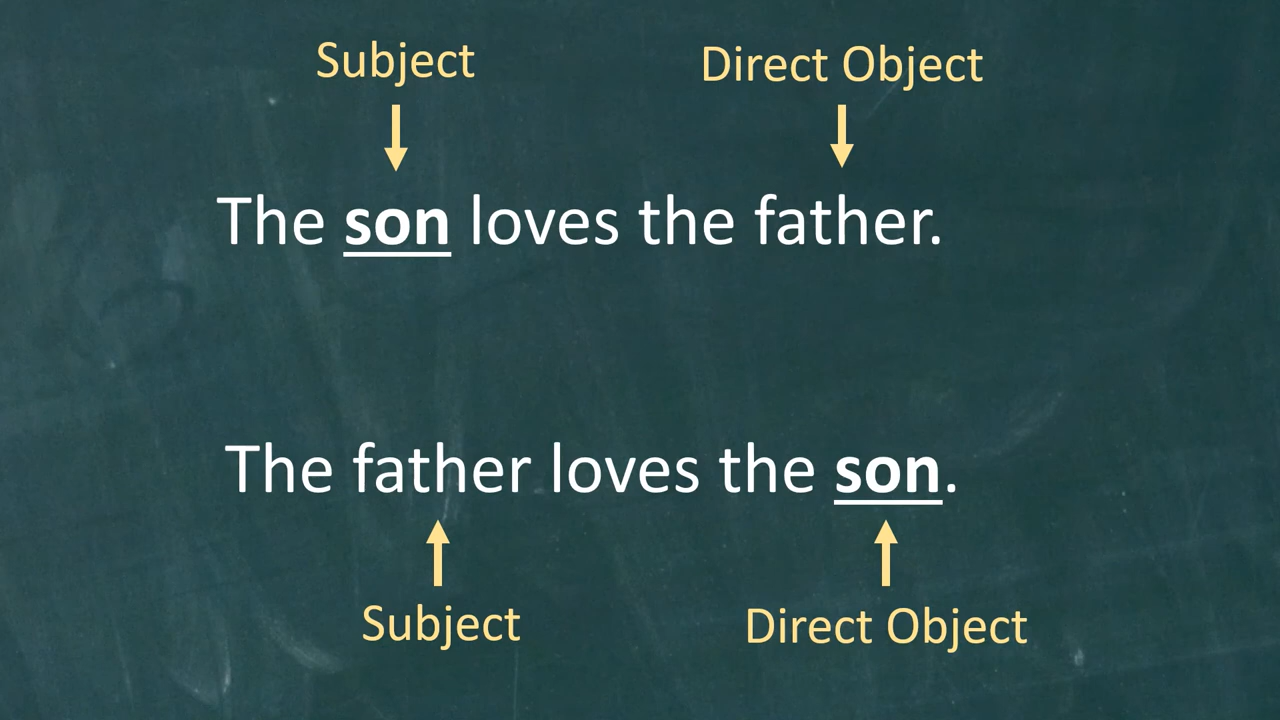 Subject Direct Object
The son loves the father.
The father loves the son.
Subject Direct Object